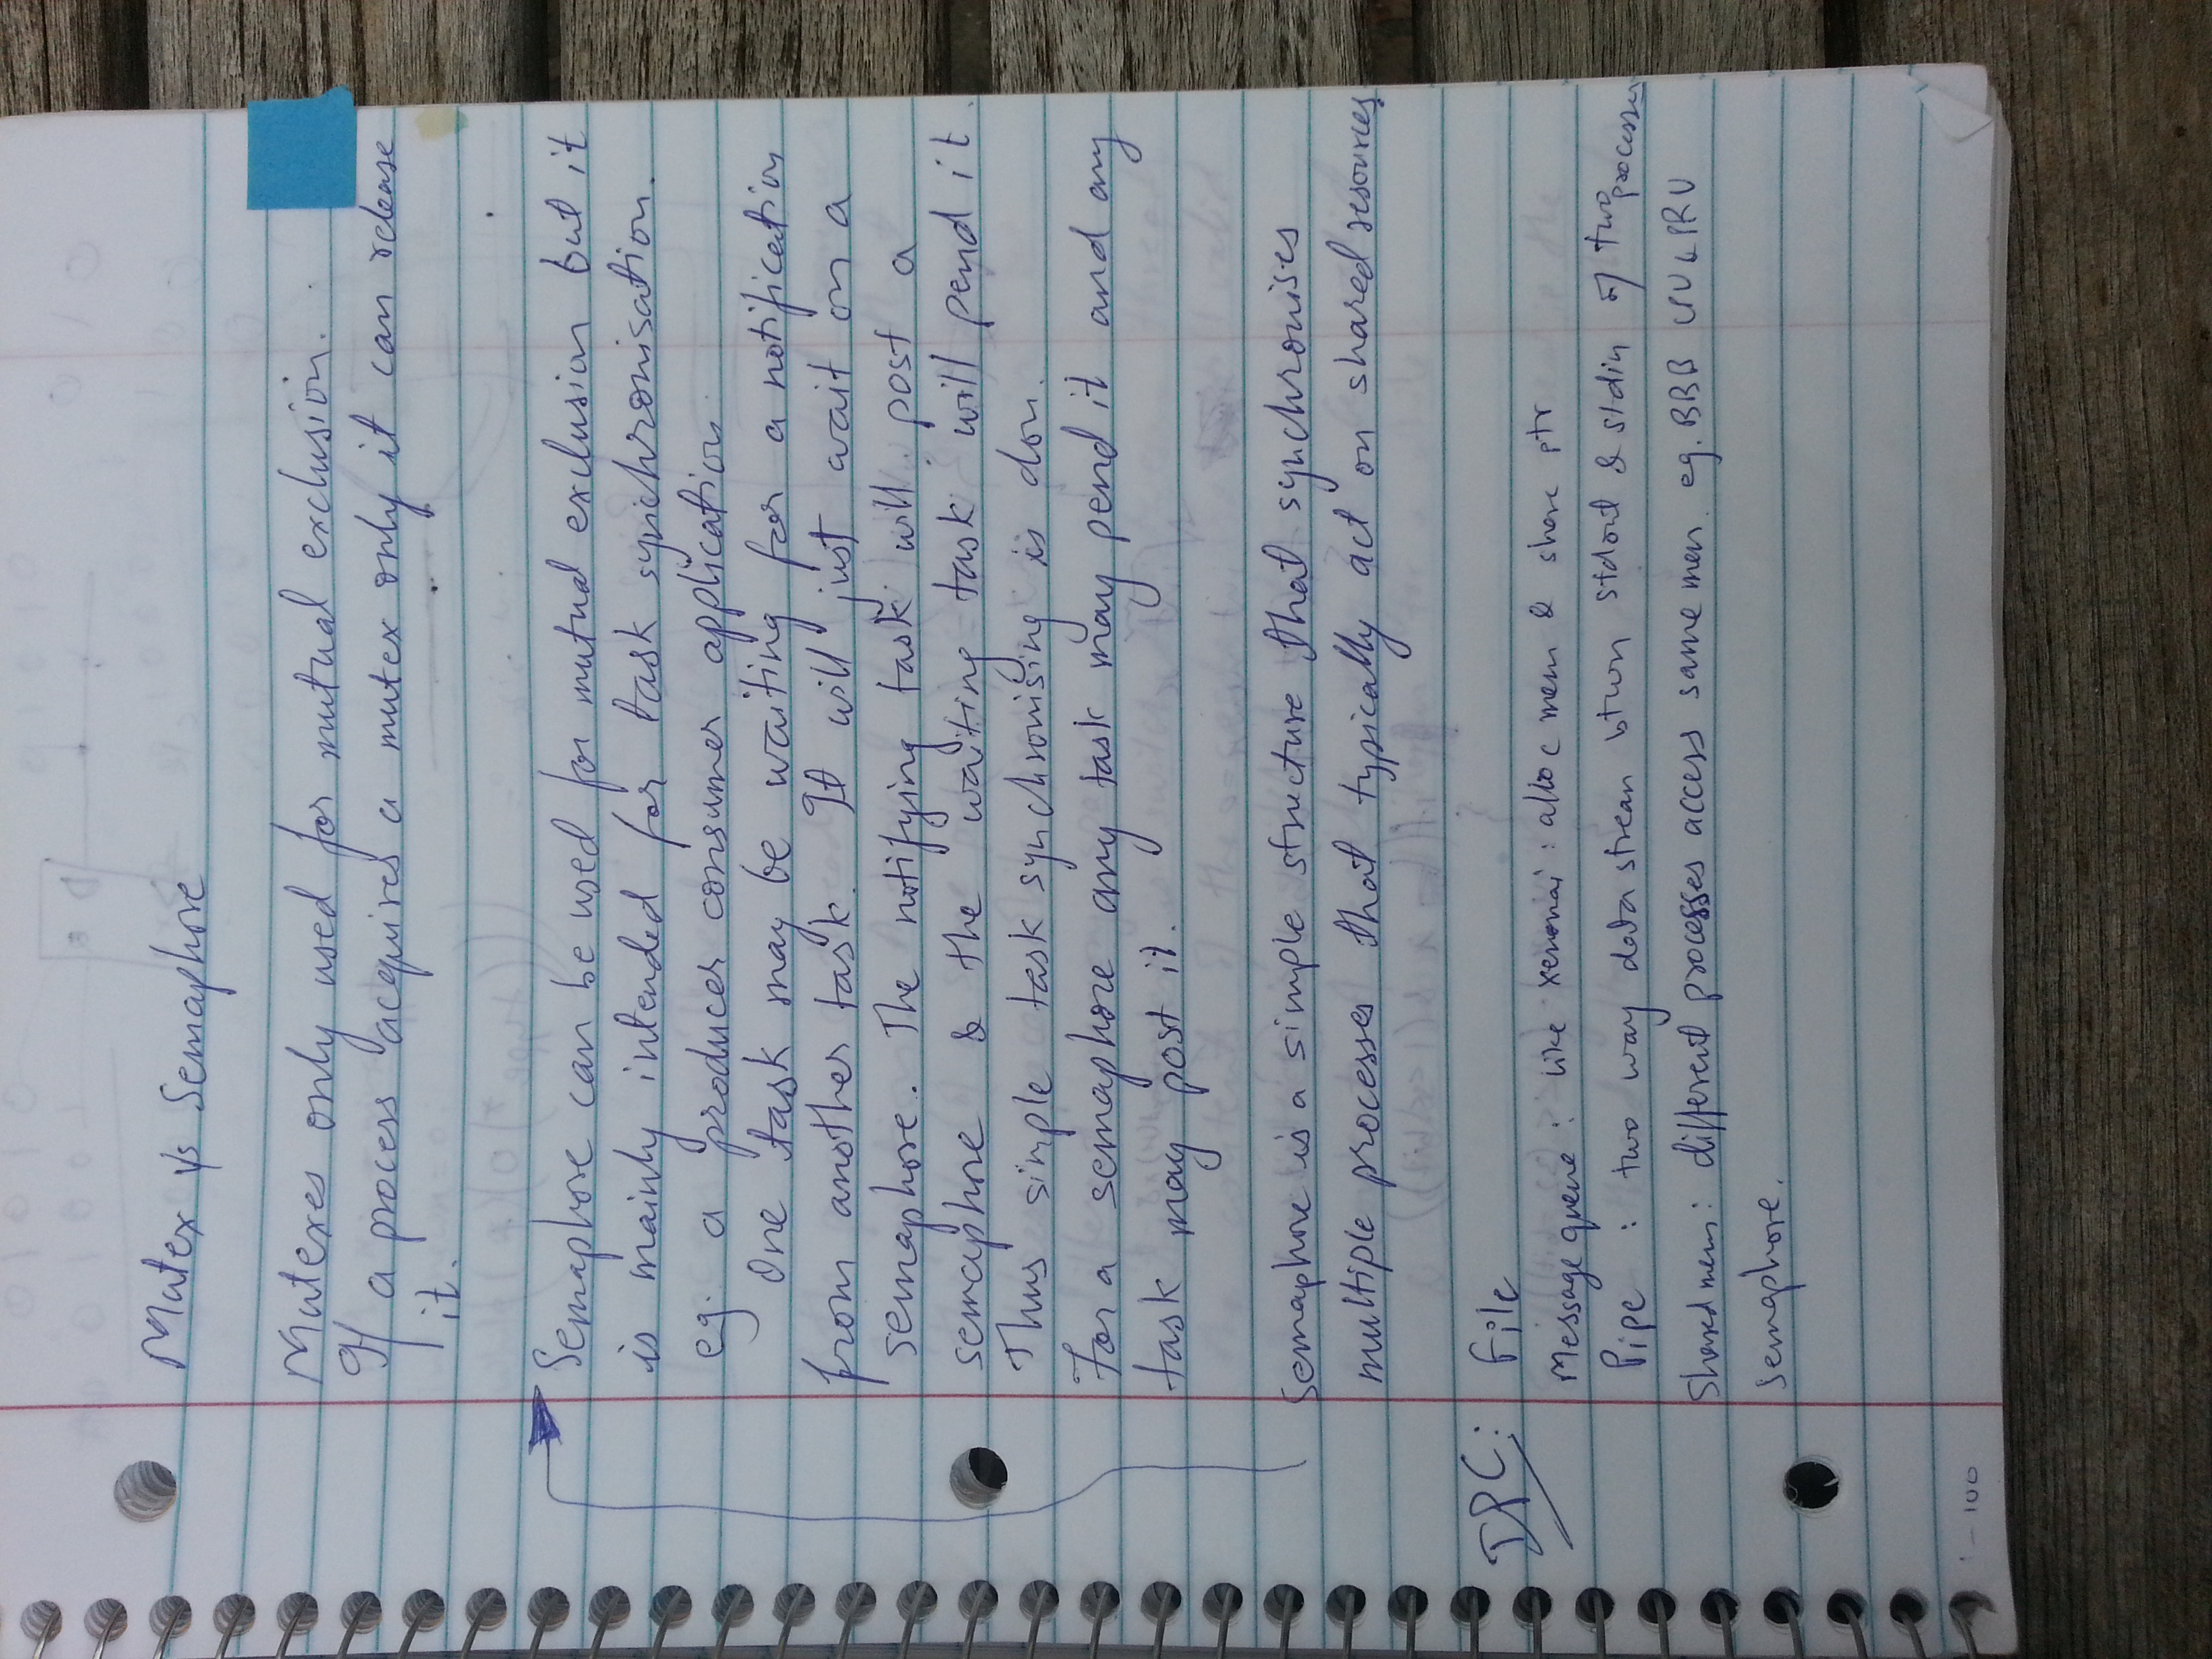 Mutex vs Semaphore
Mutexes only used for mutual exclusion.
If a process acquires a mutex only it can release
it.
Semaphore can be used for mutual exclusion but it
is mainly intended for task synchronisation.
eg. a producer consumer application
One task may be waiting for a notification
from another task. It will just wait on a
semaphore. The notifying task will post a
semaphore & the waiting task will pend it.
Thus simple task synchronising is don.
For a semaphore any task may pend it and any
task may post it.
Semaphore is a simple structure that synchronises
multiple processes that typically act on shared resources.
IPC: File
Message queue: like xenomai: alloc mem & share ptr
Pipe : two way data stream btwn stdout & stdin of two processes
Shared mem: different processes access same mem eg. BBB & PRU
semaphore.
- 100